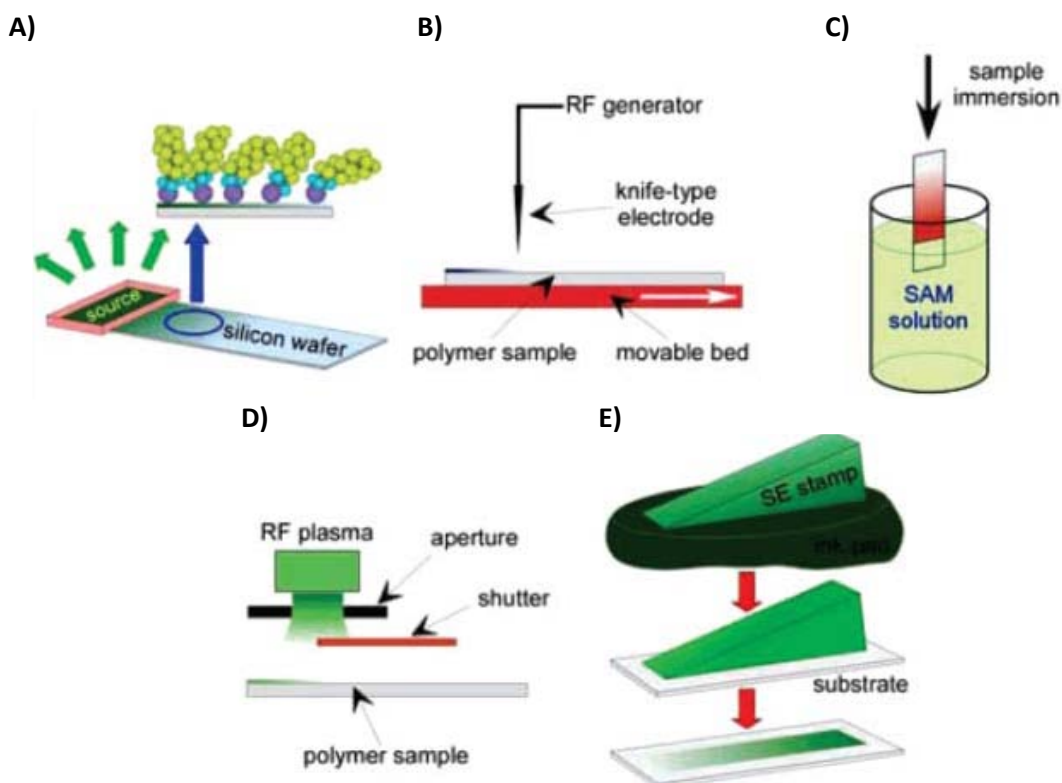 A)
source
silicon wafer
B)
RF generator
knife-type
electrode
polymer sample
movable bed
C)
sample
immersion
SAM
solution
D)
RF plasma
aperture
shutter
polymer sample
E)
SE stamp
substrate